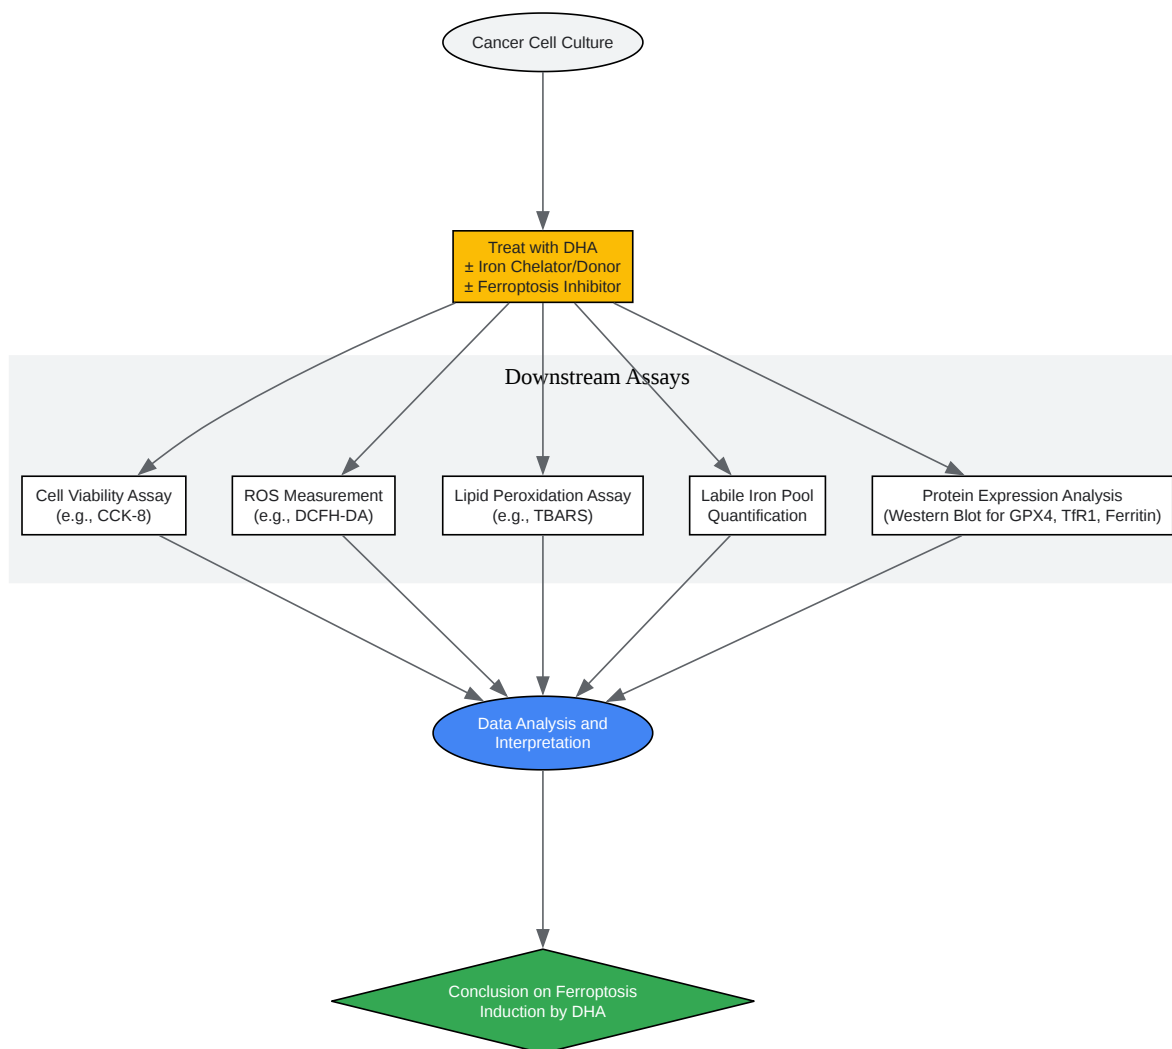 Cancer Cell Culture
Treat with DHA
± Iron Chelator/Donor
± Ferroptosis Inhibitor
Downstream Assays
Cell Viability Assay
(e.g., CCK-8)
ROS Measurement
(e.g., DCFH-DA)
Lipid Peroxidation Assay
(e.g., TBARS)
Labile Iron Pool
Quantification
Protein Expression Analysis
(Western Blot for GPX4, TfR1, Ferritin)
Data Analysis and
Interpretation
Conclusion on Ferroptosis
Induction by DHA